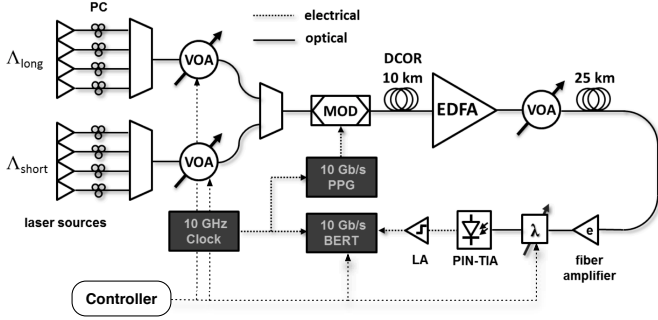 PC
electrical
optical
Λlong
VOA
DCOR
10 km
25 km
MOD
EDFA
VOA
Λshort
VOA
10 Gb/s
PPG
laser sources
10 GHz
Clock
10 Gb/s
BERT
LA
PIN-TIA
λ
e
fiber
amplifier
Controller